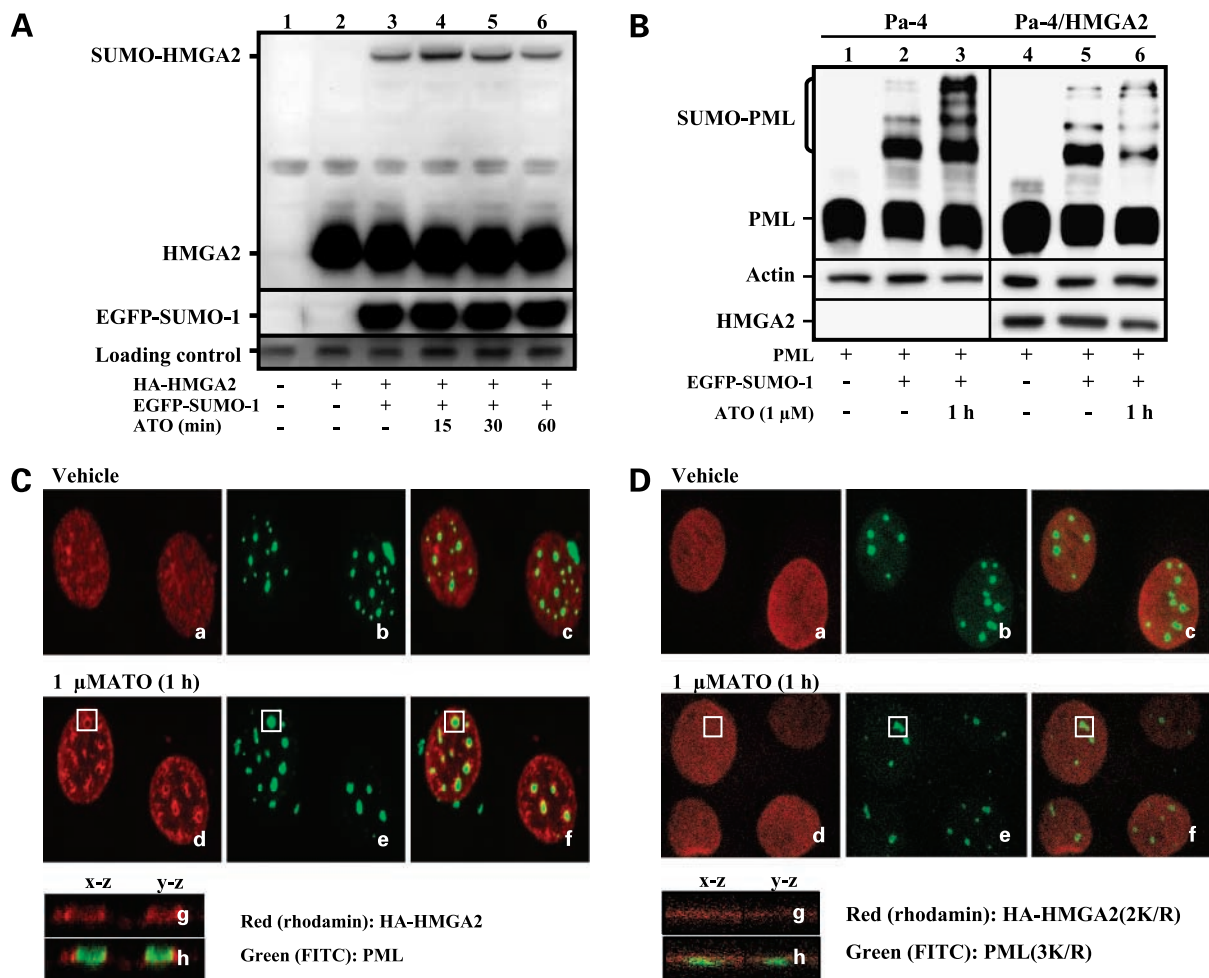 A
1 2 3 4 5 6
SUMO-HMGA2
HMGA2
EGFP-SUMO-1
Loading control
HA-HMGA2 - + + + + +
EGFP-SUMO-1 - - + + + +
ATO (min) - - - 15 30 60
B
Pa-4 Pa-4/HMGA2
1 2 3 4 5 6
SUMO-PML
PML
Actin
HMGA2
PML + + + + + +
EGFP-SUMO-1 - + + - + +
ATO (1 µM) - - 1 h - - 1 h
C
Vehicle
a b c
1 µMATO (1 h)
d e f
x-z y-z
g
h
Red (rhodamin): HA-HMGA2
Green (FITC): PML
D
Vehicle
a b c
1 µMATO (1 h)
d e f
x-z y-z
g
h
Red (rhodamin): HA-HMGA2(2K/R)
Green (FITC): PML(3K/R)